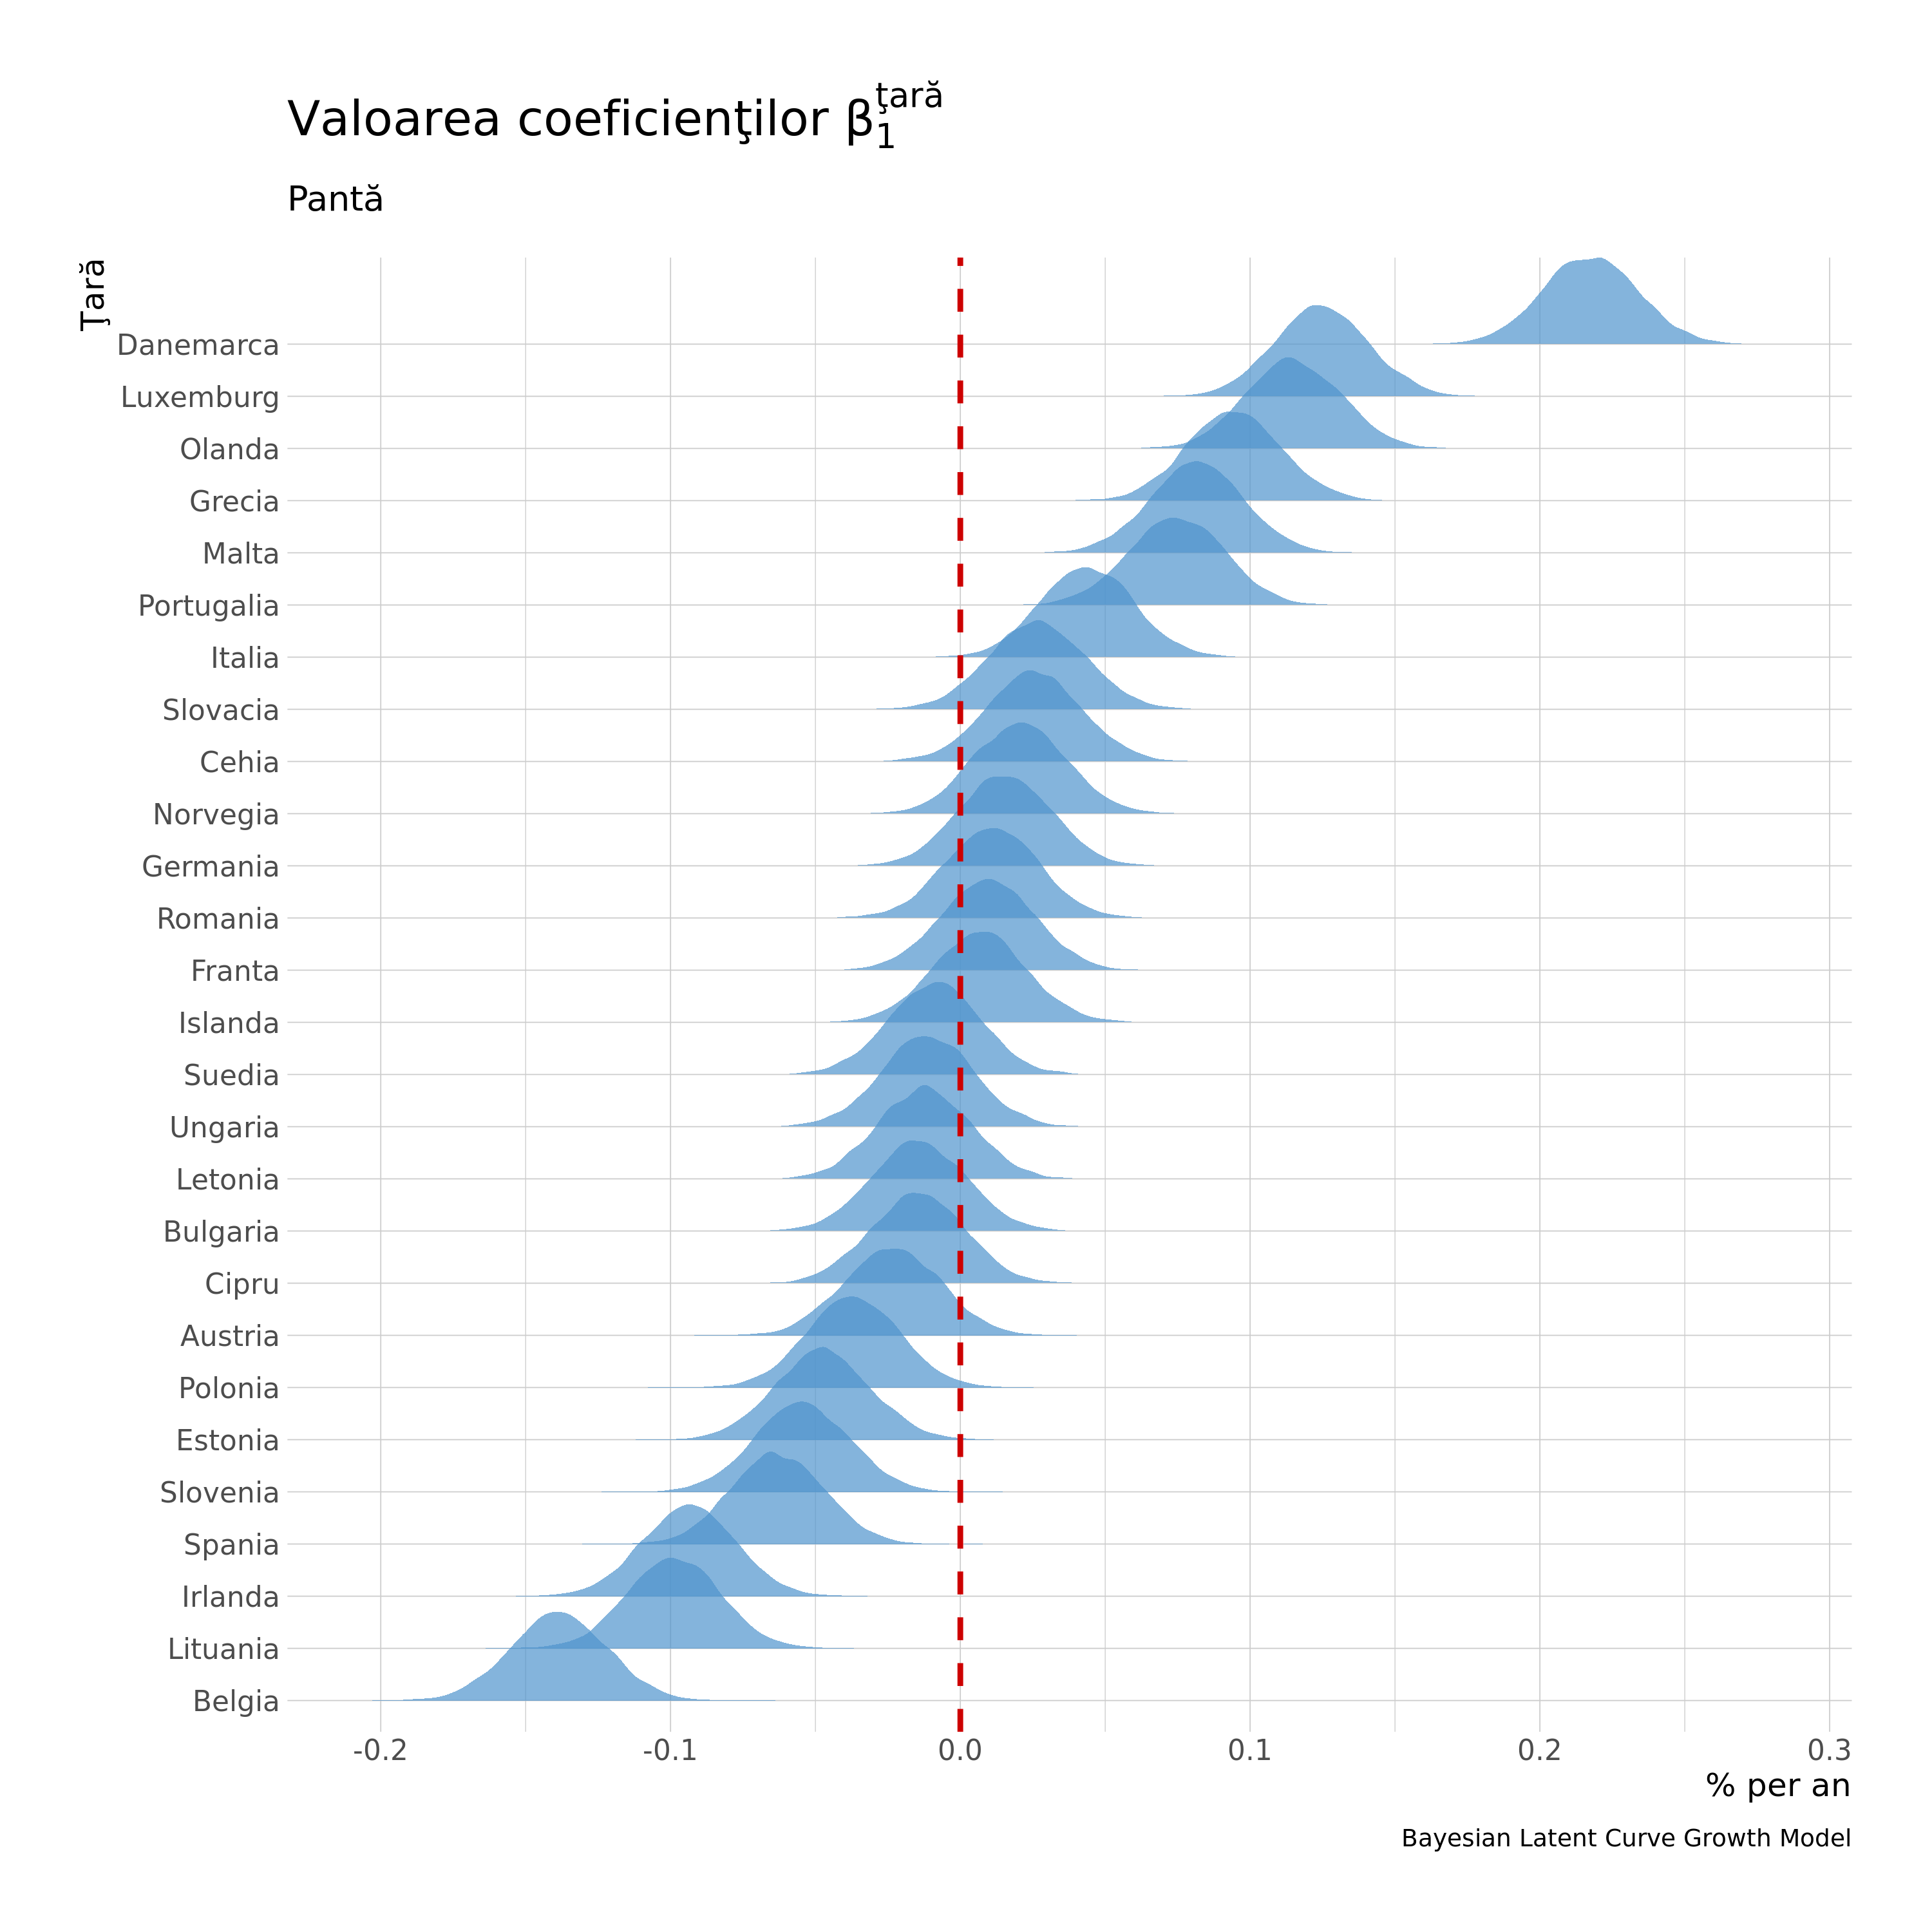 Valoarea coeficienţilor β₁ţară
Pantă
Ţară
Danemarca
Luxemburg
Olanda
Grecia
Malta
Portugalia
Italia
Slovacia
Cehia
Norvegia
Germania
Romania
Franta
Islanda
Suedia
Ungaria
Letonia
Bulgaria
Cipru
Austria
Polonia
Estonia
Slovenia
Spania
Irlanda
Lituania
Belgia
-0.2 -0.1 0.0 0.1 0.2 0.3
% per an
Bayesian Latent Curve Growth Model